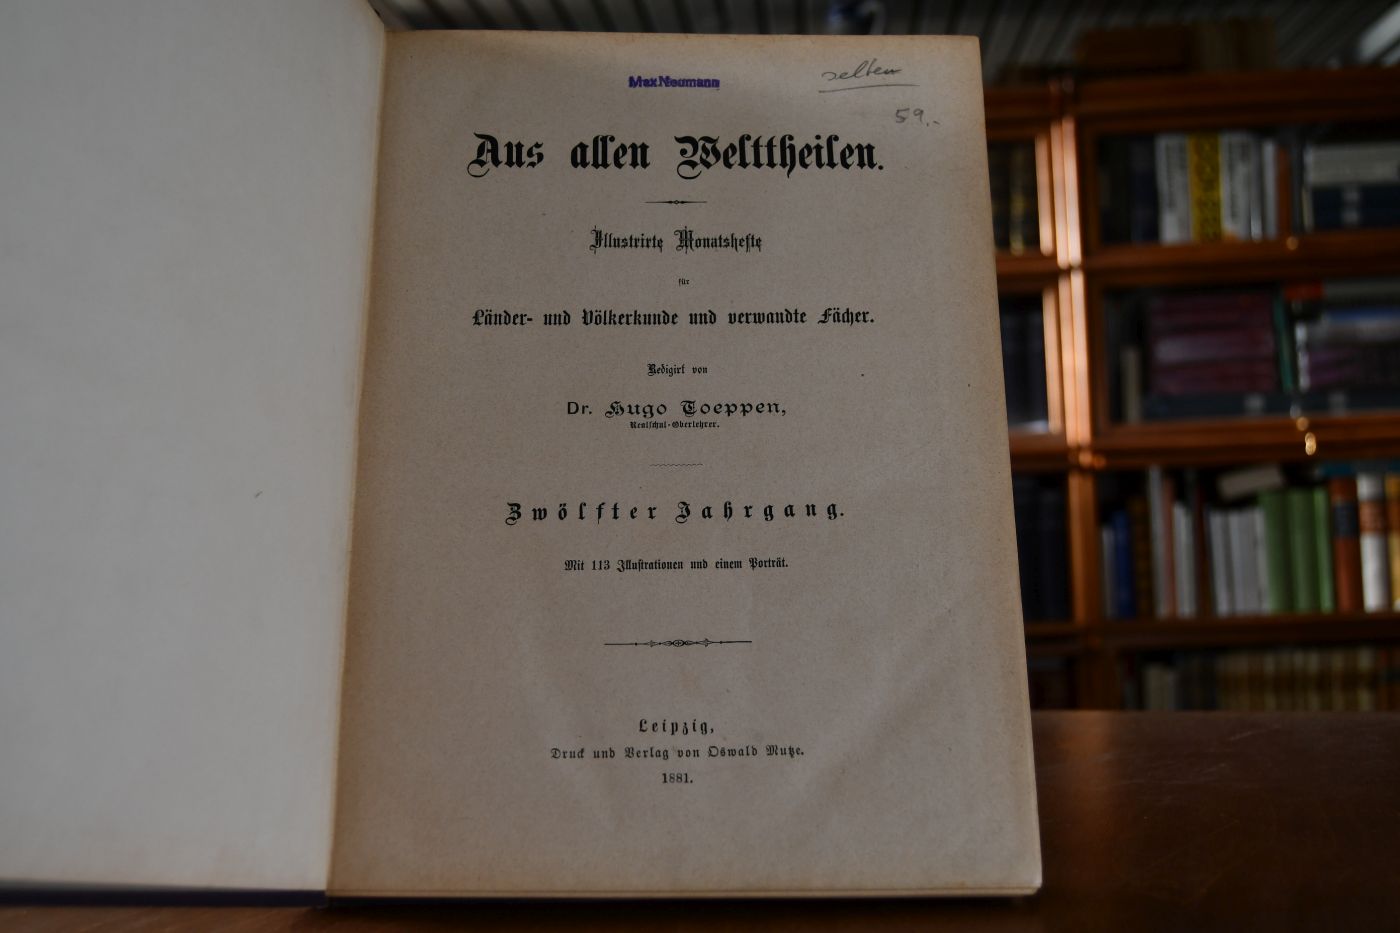 Max Neumann
selten
59.-
Aus allen Welttheilen.
Illustrirte Monatshefte
für
Länder- und Völkerkunde und verwandte Fächer.
Redigirt von
Dr. Hugo Toeppen,
Realschul-Oberlehrer.
Zwölfter Jahrgang.
Mit 113 Illustrationen und einem Porträt.
Leipzig,
Druck und Verlag von Oswald Mutze.
1881.